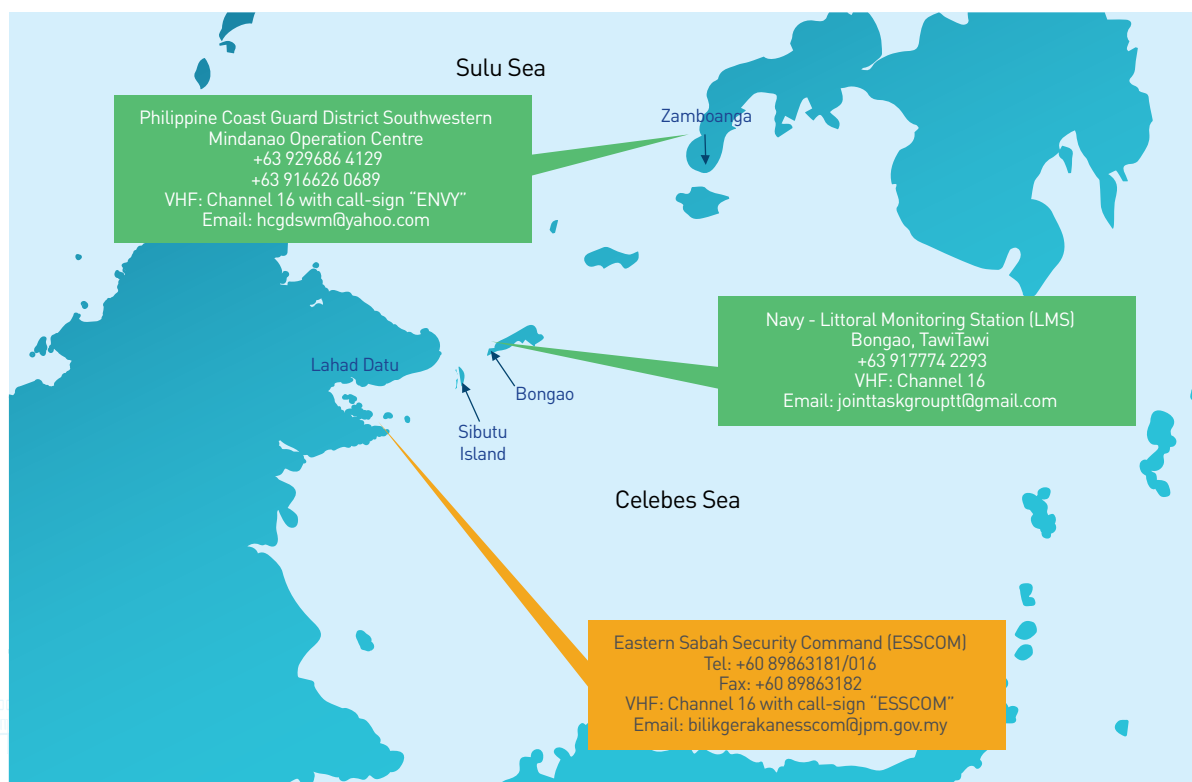 Sulu Sea
Philippine Coast Guard District Southwestern
Mindanao Operation Centre
+63 929686 4129
+63 916626 0689
VHF: Channel 16 with call-sign “ENVY”
Email: hcgdswm@yahoo.com
Zamboanga
Navy - Littoral Monitoring Station (LMS)
Bongao, TawiTawi
+63 917774 2293
VHF: Channel 16
Email: jointtaskgrouptt@gmail.com
Lahad Datu
Bongao
Sibutu
Island
Celebes Sea
Eastern Sabah Security Command (ESSCOM)
Tel: +60 89863181/016
Fax: +60 89863182
VHF: Channel 16 with call-sign “ESSCOM”
Email: bilikgerakanesscom@jpm.gov.my